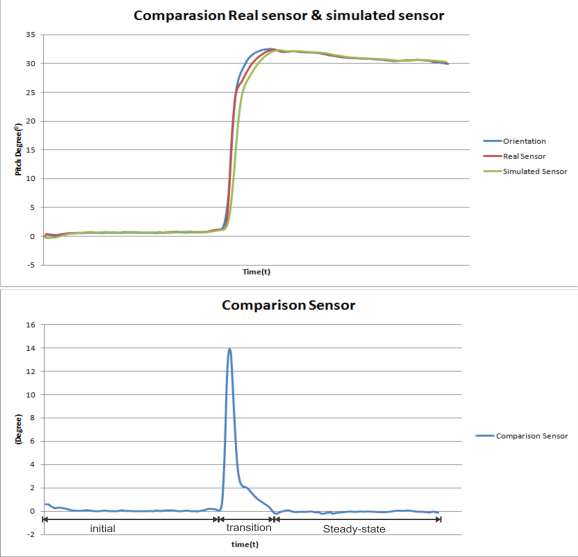 Comparasion Real sensor & simulated sensor
35
30
25
20
15
10
5
0
-5
Pitch Degree(°)
Time(t)
Orientation
Real Sensor
Simulated Sensor
Comparison Sensor
16
14
12
10
8
6
4
2
0
-2
(Degree)
initial
transition
Steady-state
time(t)
Comparison Sensor